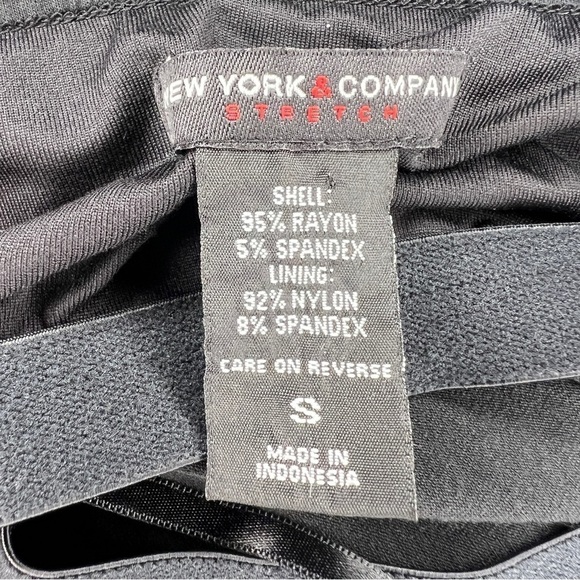 NEW YORK & COMPANY
STRETCH
SHELL:
95% RAYON
5% SPANDEX
LINING:
92% NYLON
8% SPANDEX
CARE ON REVERSE
S
MADE IN
INDONESIA